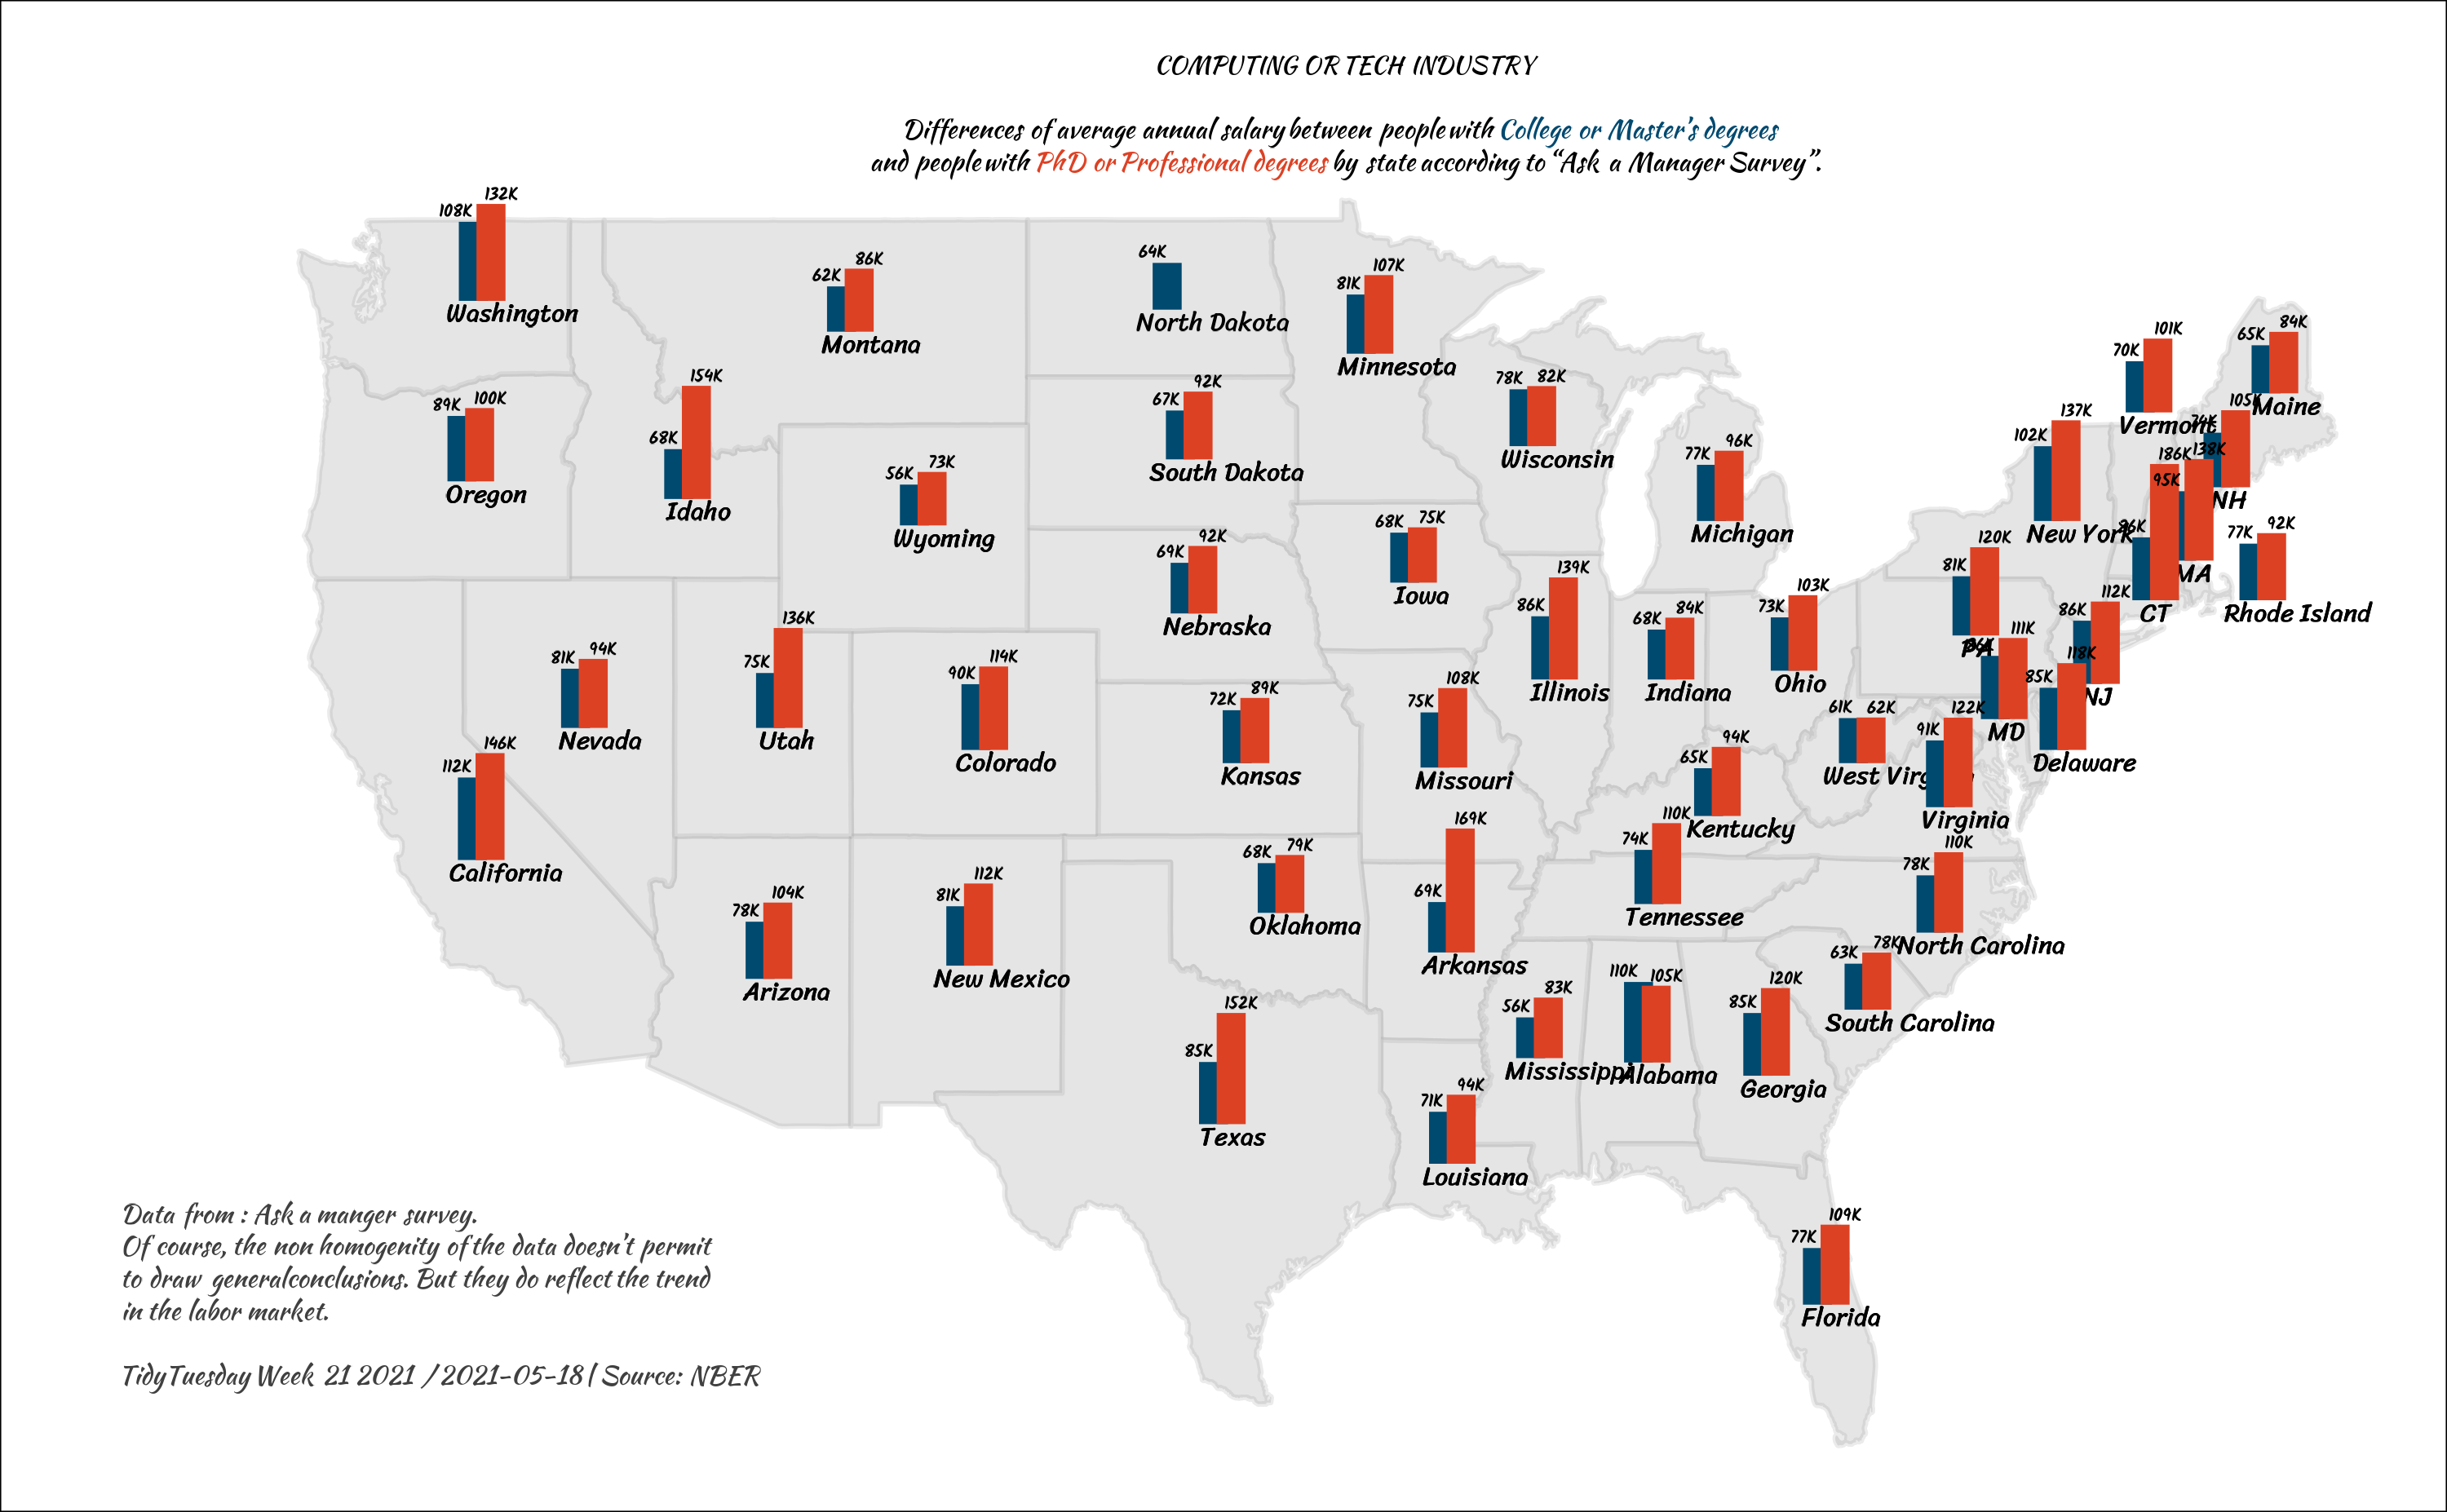 COMPUTING OR TECH INDUSTRY
Differences of average annual salary between people with College or Master's degrees
and people with PhD or Professional degrees by state according to "Ask a Manager Survey".
108K 132K
Washington
62K 86K
Montana
64K
North Dakota
81K 107K
Minnesota
89K 100K
Oregon
68K 154K
Idaho
56K 73K
Wyoming
67K 92K
South Dakota
78K 82K
Wisconsin
77K 96K
Michigan
70K 101K
Vermont
65K 84K
Maine
102K 137K
New York
74K 105K
NH
95K 138K
MA
86K 186K
CT
77K 92K
Rhode Island
69K 92K
Nebraska
68K 75K
Iowa
86K 139K
Illinois
68K 84K
Indiana
73K 103K
Ohio
81K 120K
PA
86K 112K
NJ
111K
MD
85K 118K
Delaware
81K 94K
Nevada
75K 136K
Utah
90K 114K
Colorado
72K 89K
Kansas
75K 108K
Missouri
65K 94K
Kentucky
61K 62K
West Virg
91K 122K
Virginia
112K 146K
California
78K 104K
Arizona
81K 112K
New Mexico
68K 79K
Oklahoma
69K 169K
Arkansas
74K 110K
Tennessee
78K 110K
North Carolina
63K 78K
South Carolina
85K 152K
Texas
71K 94K
Louisiana
56K 83K
Mississippi
110K 105K
Alabama
85K 120K
Georgia
77K 109K
Florida
Data from : Ask a manger survey.
Of course, the non homogenity of the data doesn't permit
to draw generalconclusions. But they do reflect the trend
in the labor market.
TidyTuesday Week 21 2021 / 2021-05-18 | Source: NBER